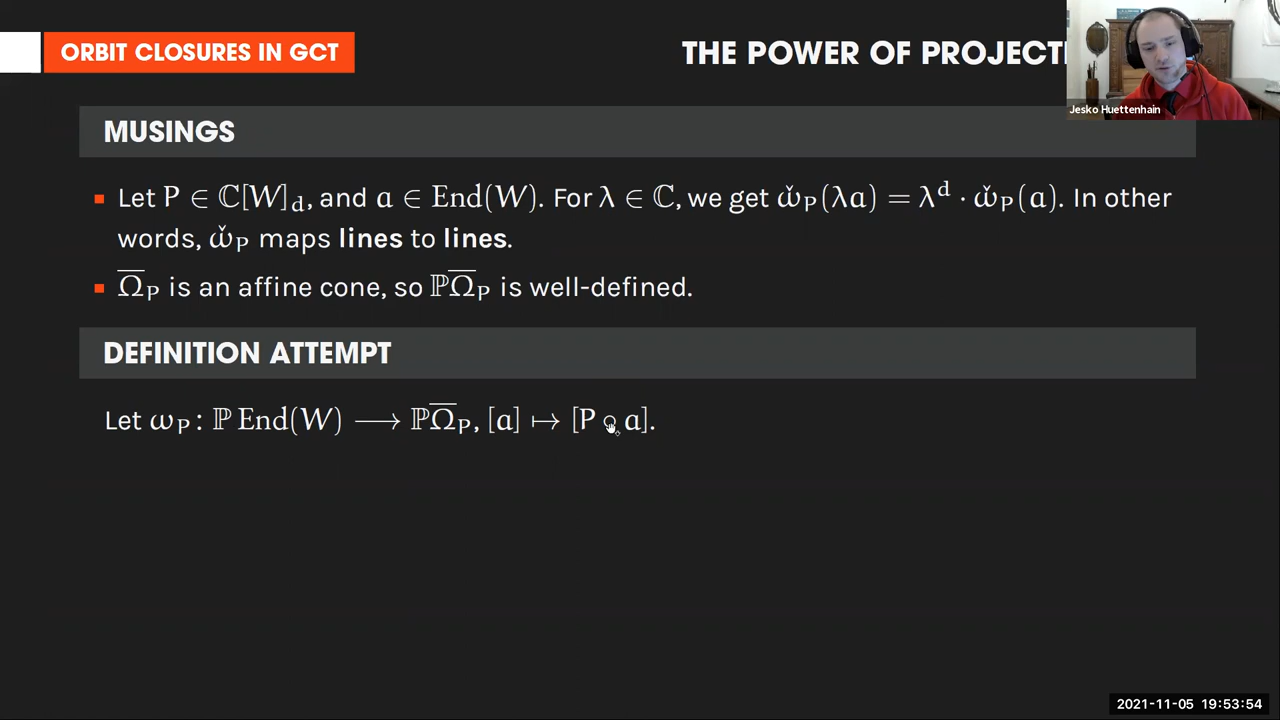 ORBIT CLOSURES IN GCT
THE POWER OF PROJECT
Jesko Huettenhain
MUSINGS
Let P ∈ ℂ[W]_d, and a ∈ End(W). For λ ∈ ℂ, we get ω̌_P(λa) = λ^d · ω̌_P(a). In other
words, ω̌_P maps lines to lines.
Ω̅_P is an affine cone, so ℙΩ̅_P is well-defined.
DEFINITION ATTEMPT
Let ω_P: ℙ End(W) ⟶ ℙΩ̅_P, [a] ↦ [P ∘ a].
2021-11-05 19:53:54